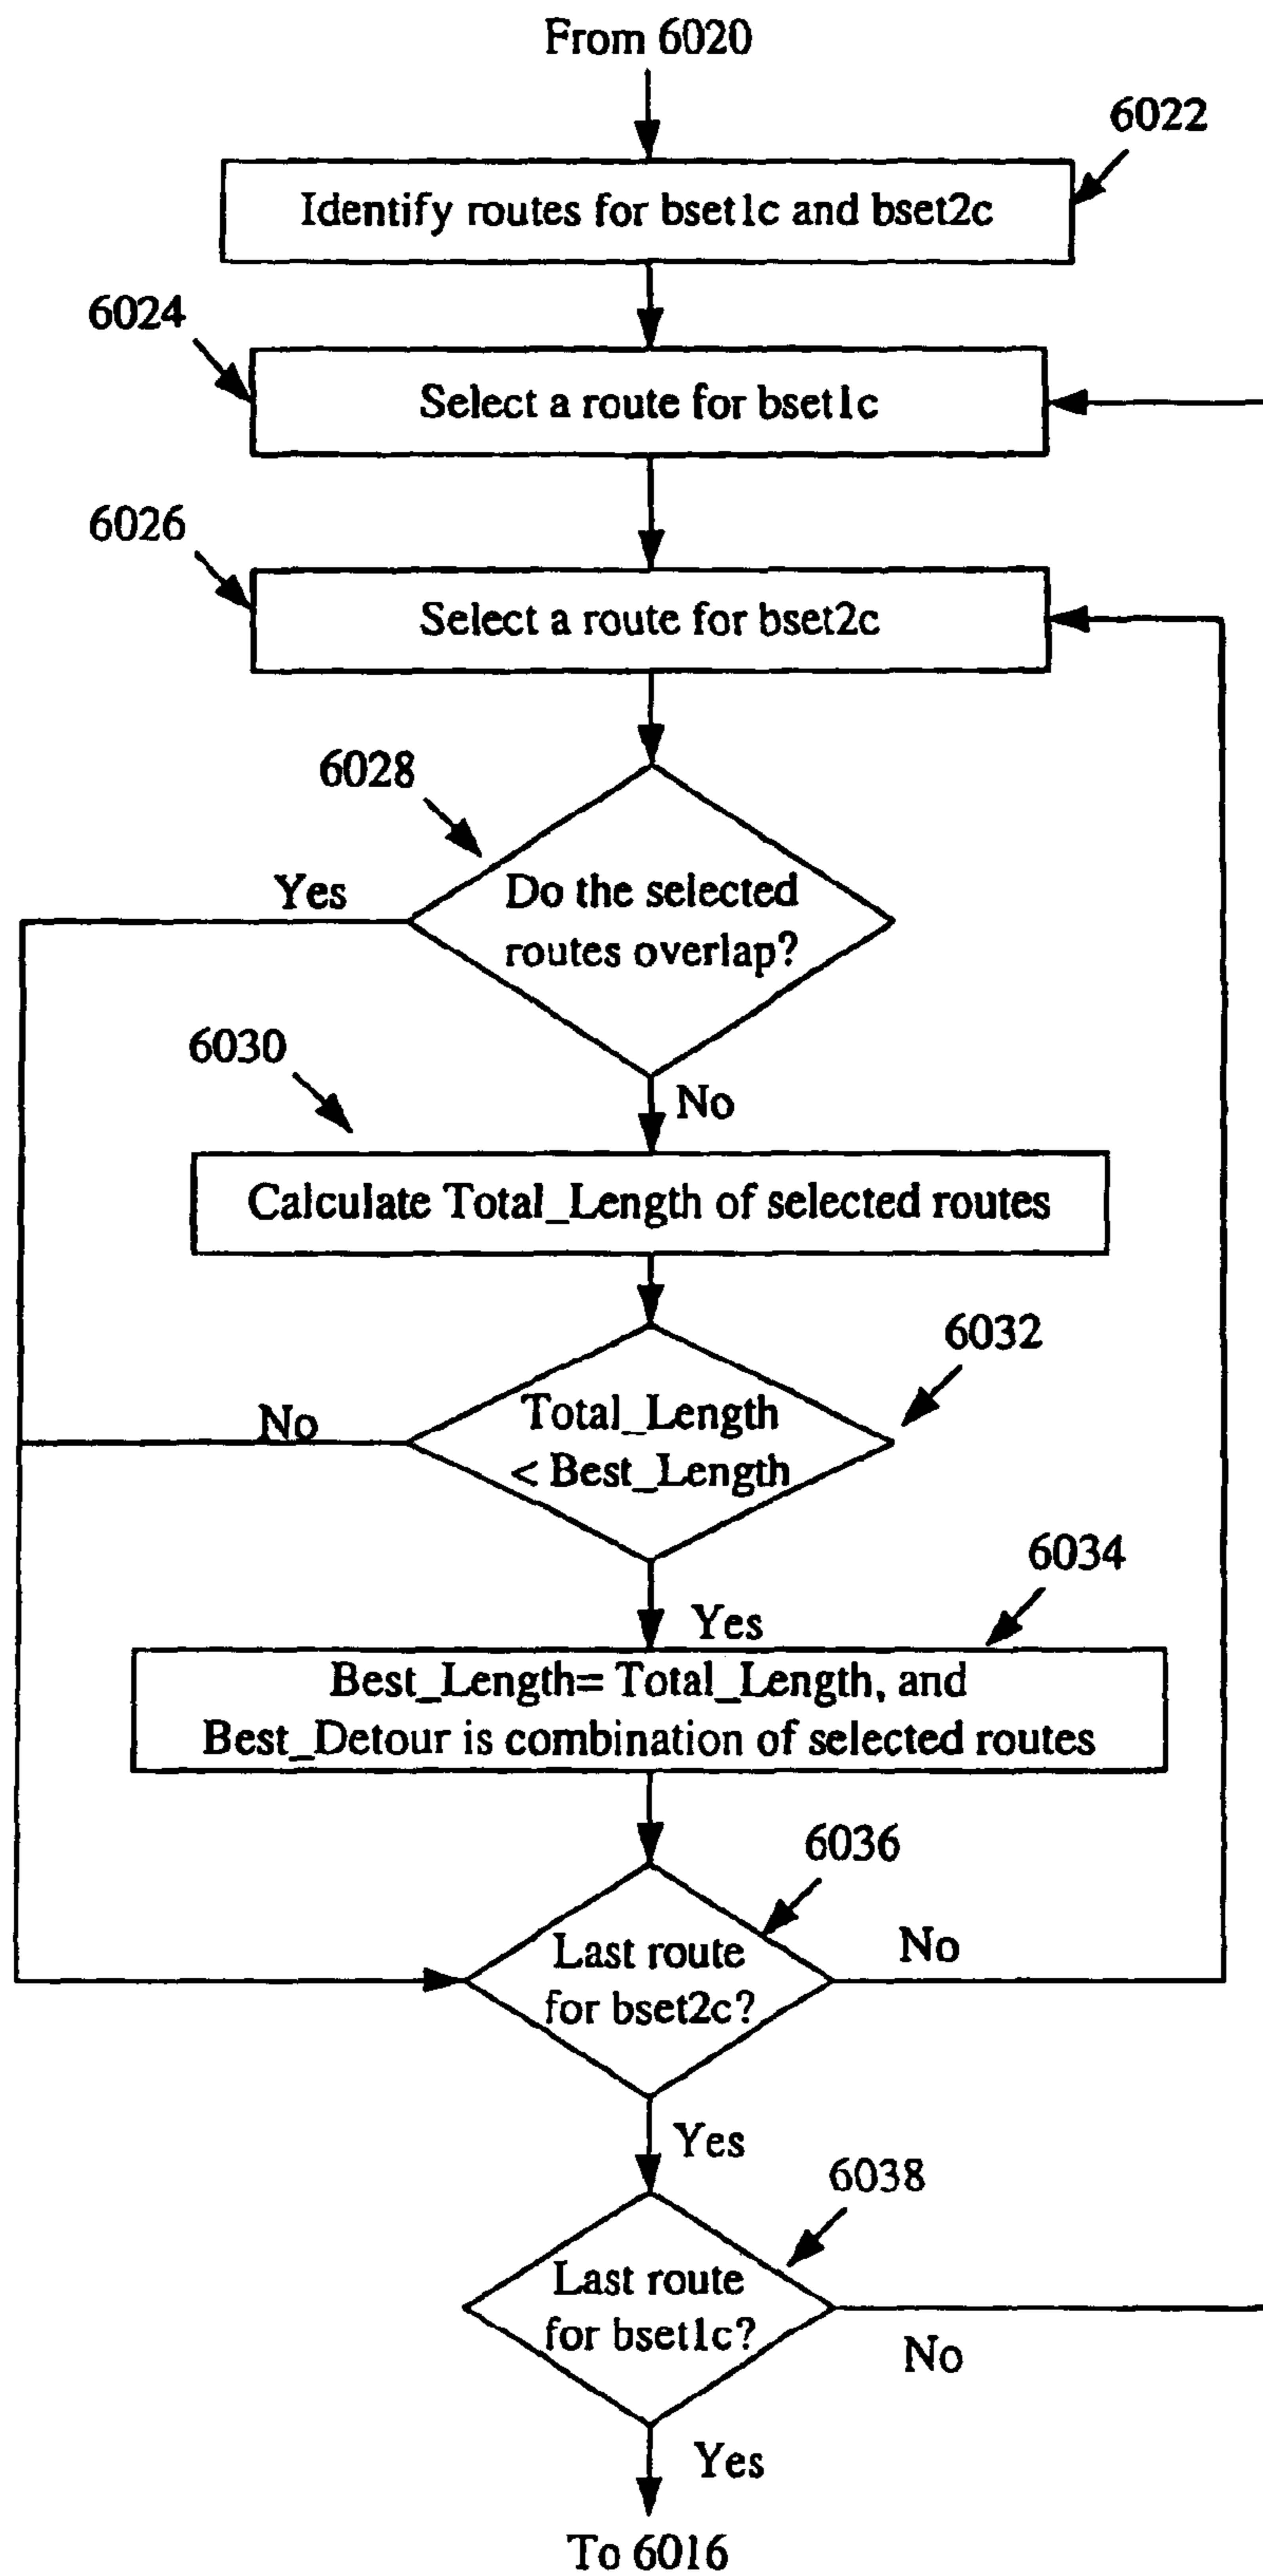 From 6020
6022
Identify routes for bset1c and bset2c
6024
Select a route for bset1c
6026
Select a route for bset2c
6028
Yes
Do the selected
routes overlap?
6030
No
Calculate Total_Length of selected routes
6032
No
Total_Length
< Best_Length
6034
Yes
Best_Length= Total_Length, and
Best_Detour is combination of selected routes
6036
Last route
for bset2c?
No
Yes
6038
Last route
for bset1c?
No
Yes
To 6016